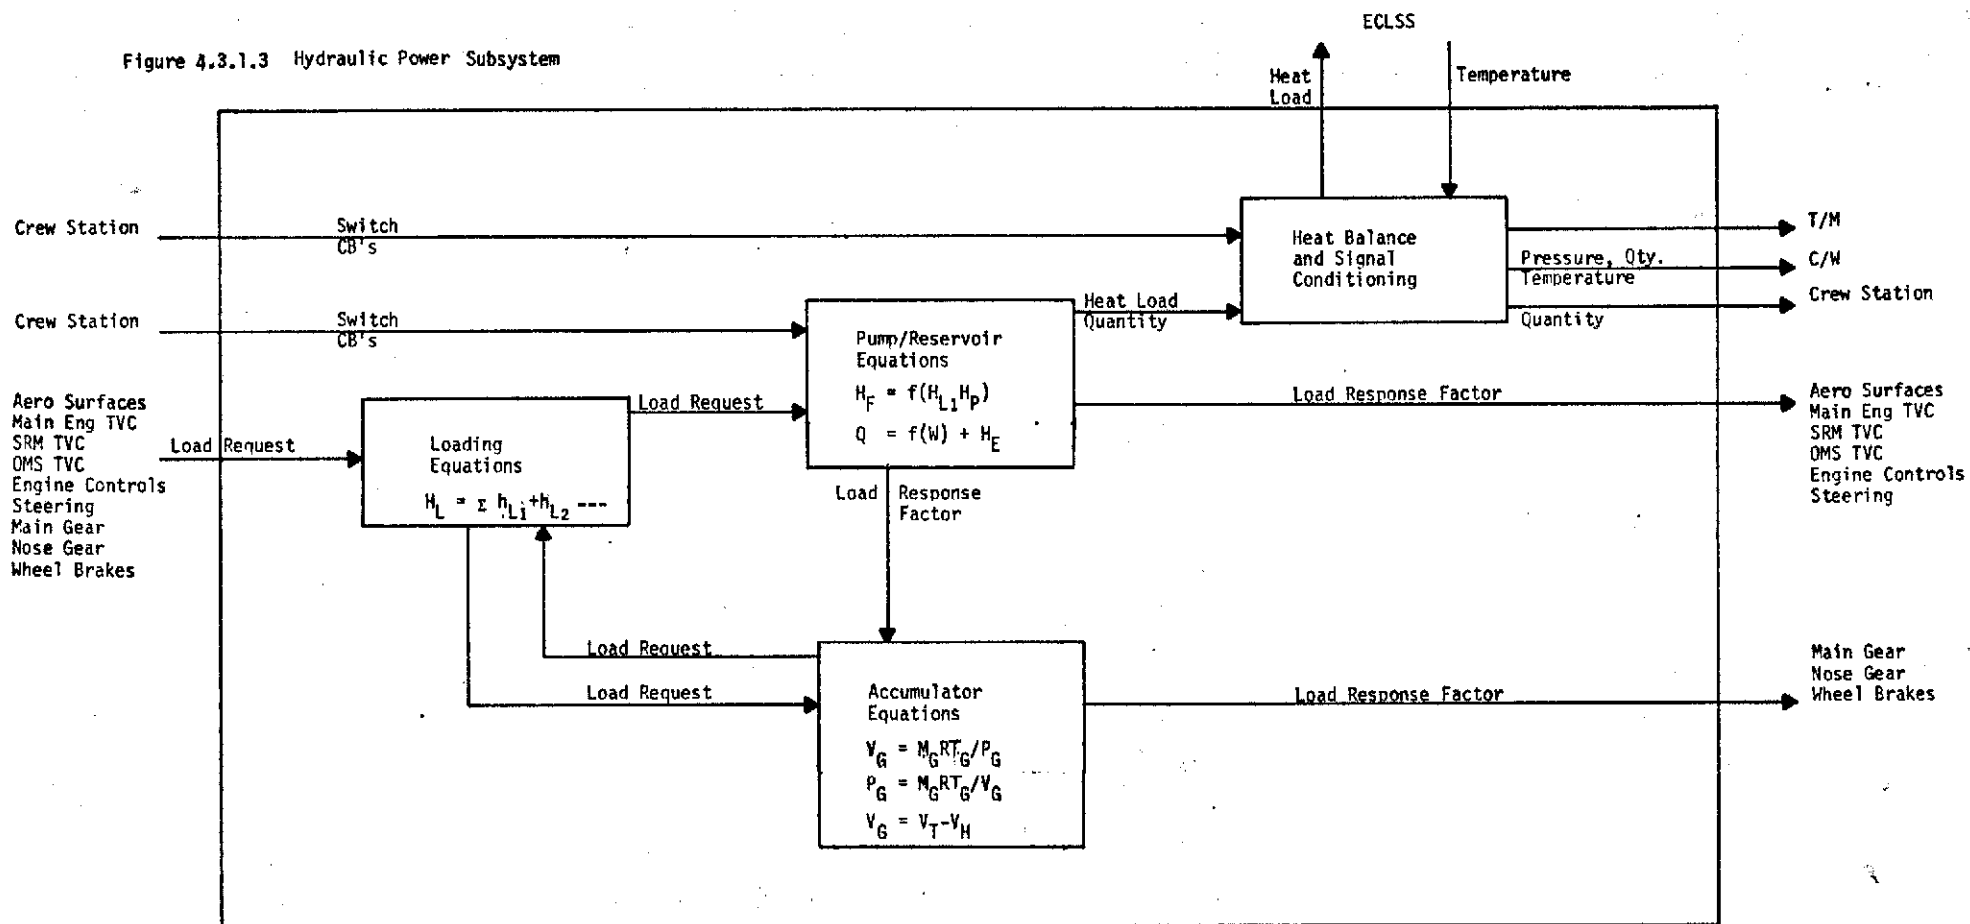 ECLSS
Figure 4.3.1.3 Hydraulic Power Subsystem
Heat
Load
Temperature
Crew Station
Switch
CB's
Heat Balance
and Signal
Conditioning
T/M
Pressure, Qty.
Temperature
C/W
Quantity
Crew Station
Crew Station
Switch
CB's
Heat Load
Quantity
Pump/Reservoir
Equations
H_F = f(H_L1 H_P)
Q = f(W) + H_E
Load Response Factor
Aero Surfaces
Main Eng TVC
SRM TVC
OMS TVC
Engine Controls
Steering
Aero Surfaces
Main Eng TVC
SRM TVC
OMS TVC
Engine Controls
Steering
Main Gear
Nose Gear
Wheel Brakes
Load Request
Loading
Equations
H_L = Σ h_L1+h_L2 ---
Load Request
Load Response
Factor
Load Request
Load Request
Accumulator
Equations
V_G = M_G RT_G/P_G
P_G = M_G RT_G/V_G
V_G = V_T-V_H
Load Response Factor
Main Gear
Nose Gear
Wheel Brakes